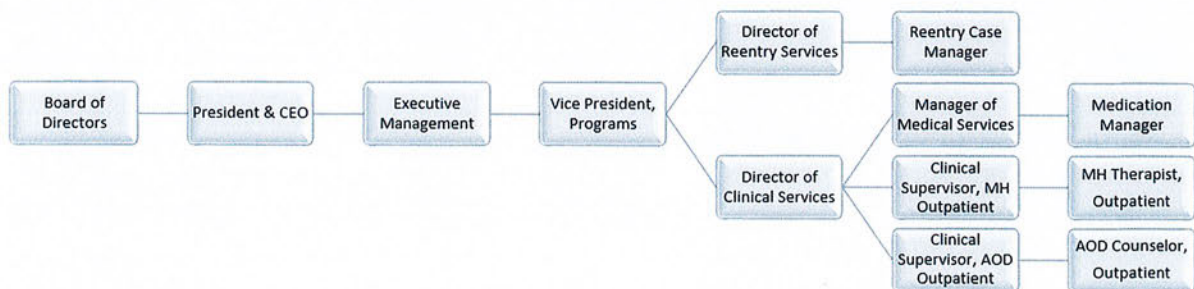 Board of
Directors
President & CEO
Executive
Management
Vice President,
Programs
Director of
Reentry Services
Reentry Case
Manager
Director of
Clinical Services
Manager of
Medical Services
Medication
Manager
Clinical
Supervisor, MH
Outpatient
MH Therapist,
Outpatient
Clinical
Supervisor, AOD
Outpatient
AOD Counselor,
Outpatient